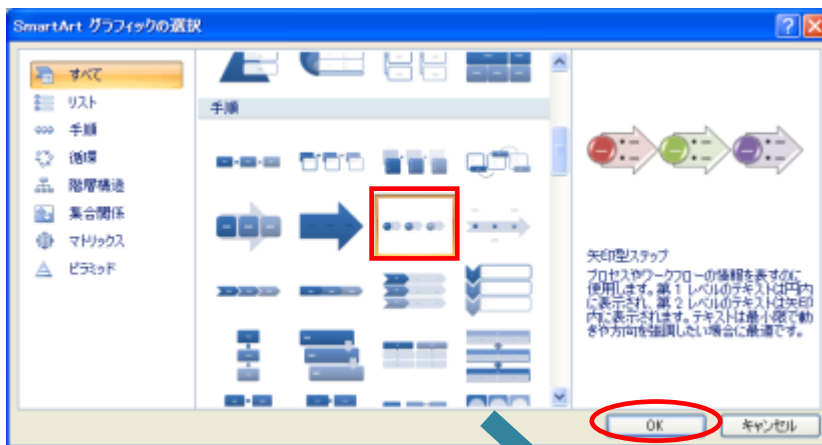 SmartArt グラフィックの選択
すべて
リスト
手順
循環
階層構造
集合関係
マトリックス
ピラミッド
手順
矢印型ステップ
プロセスやワークフローの情報を表すのに
使用します。第 1 レベルのテキストは円内
に表示され、第 2 レベルのテキストは矢印
内に表示されます。テキストは最小限で動
きや方向を強調したい場合に最適です。
OK
キャンセル